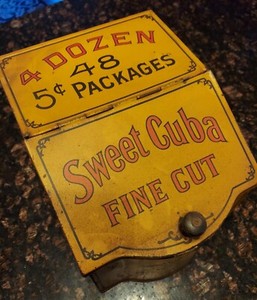 4 DOZEN
48
5¢ PACKAGES
Sweet Cuba
FINE CUT